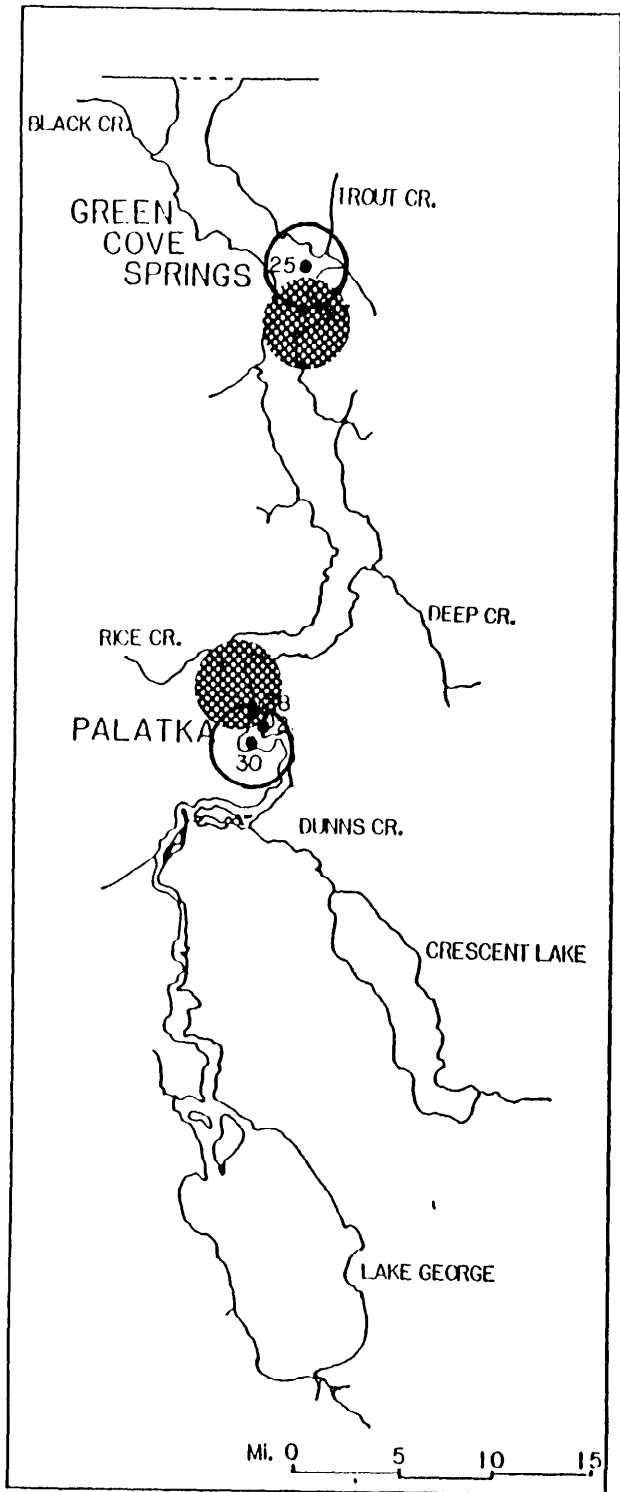 BLACK CR.
TROUT CR.
GREEN
COVE
SPRINGS
25
RICE CR.
DEEP CR.
PALATKA
30
DUNNS CR.
CRESCENT LAKE
LAKE GEORGE
Mi. 0 5 10 15